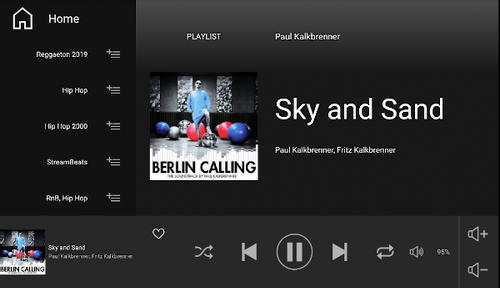 Home
Reggaeton 2019
Hip Hop
Hip Hop 2000
StreamBeats
RnB, Hip Hop
PLAYLIST
Paul Kalkbrenner
BERLIN CALLING
THE SOUNDTRACK BY PAUL KALKBRENNER
Sky and Sand
Paul Kalkbrenner, Fritz Kalkbrenner
BERLIN CALLING
Sky and Sand
Paul Kalkbrenner, Fritz Kalkbrenner
95%